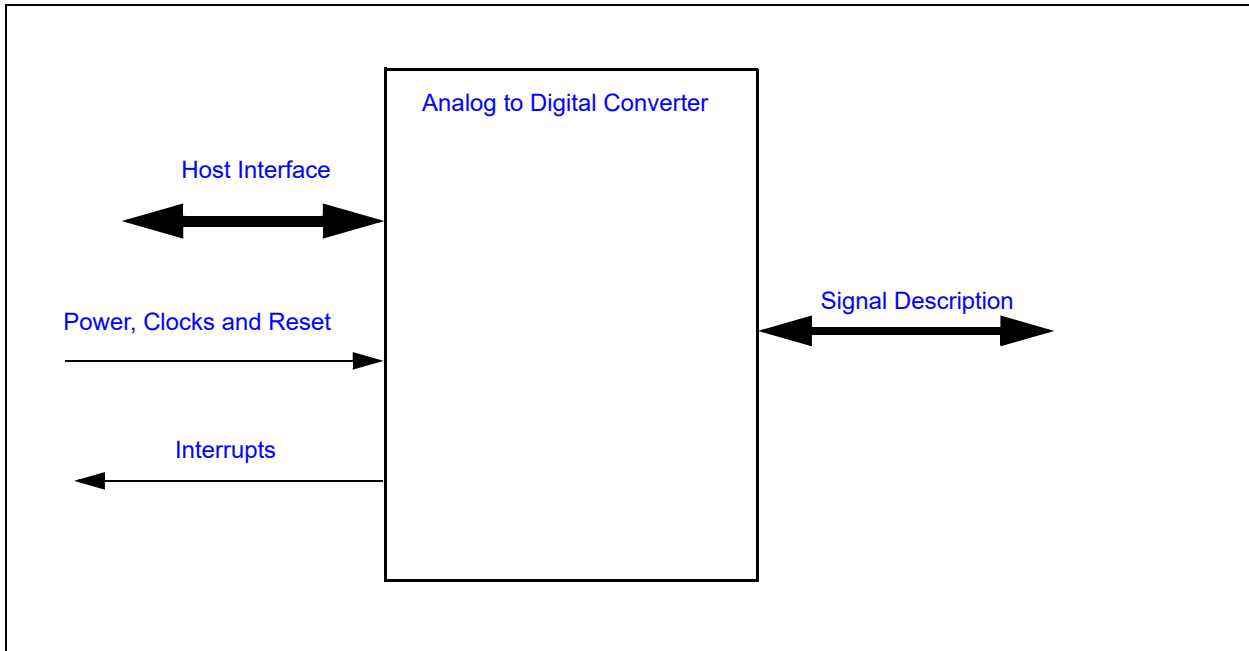 Analog to Digital Converter
Host Interface
Signal Description
Power, Clocks and Reset
Interrupts